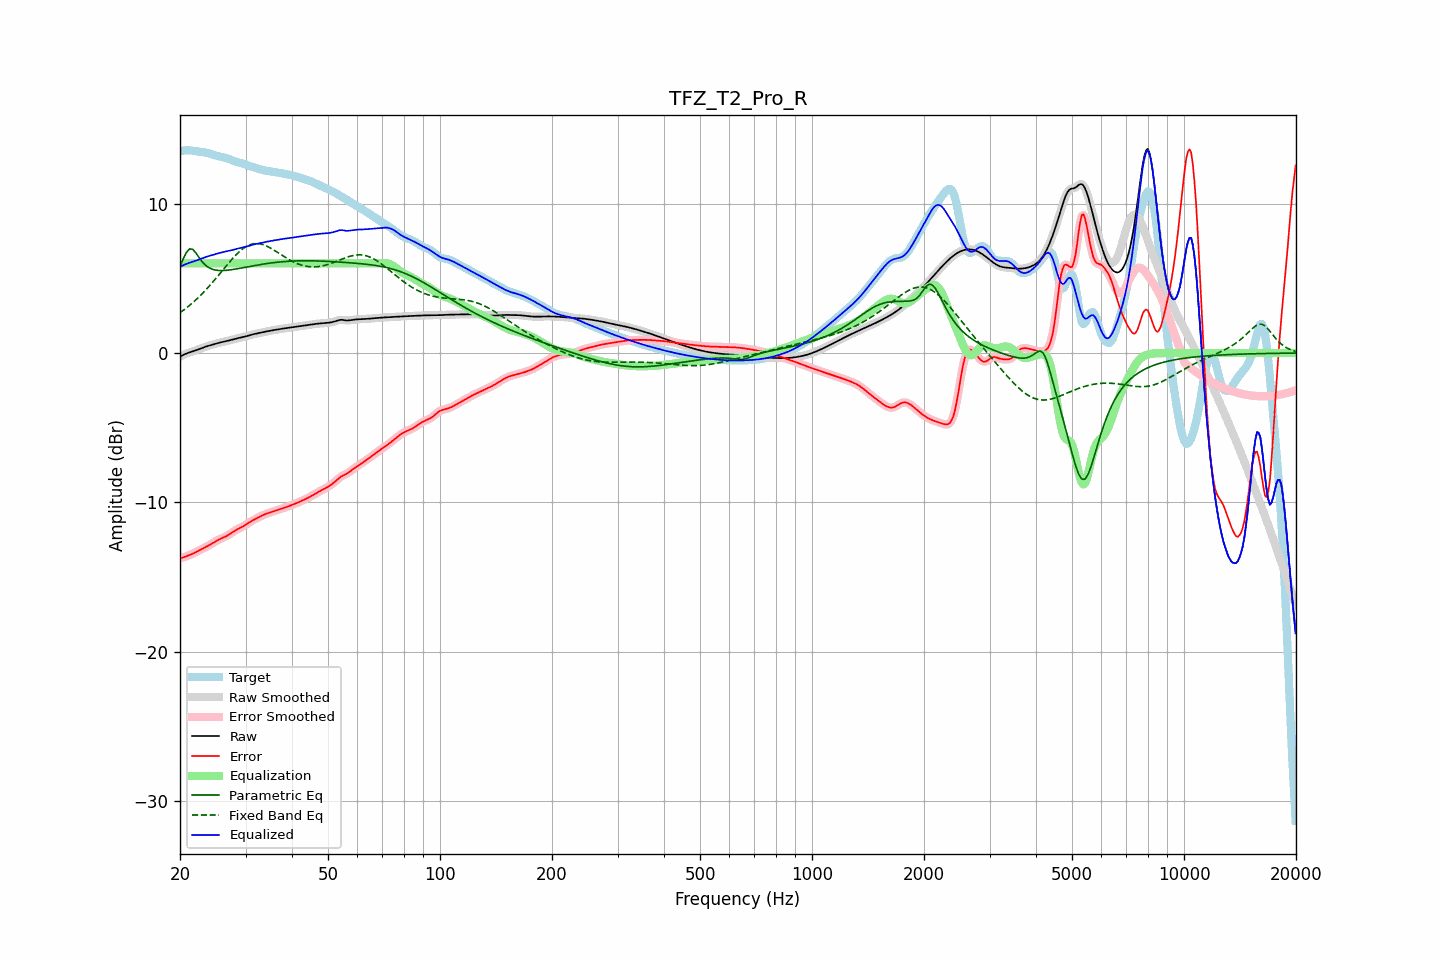 TFZ_T2_Pro_R
Amplitude (dBr)
10
0
−10
−20
−30
Target
Raw Smoothed
Error Smoothed
Raw
Error
Equalization
Parametric Eq
Fixed Band Eq
Equalized
20 50 100 200 500 1000 2000 5000 10000 20000
Frequency (Hz)